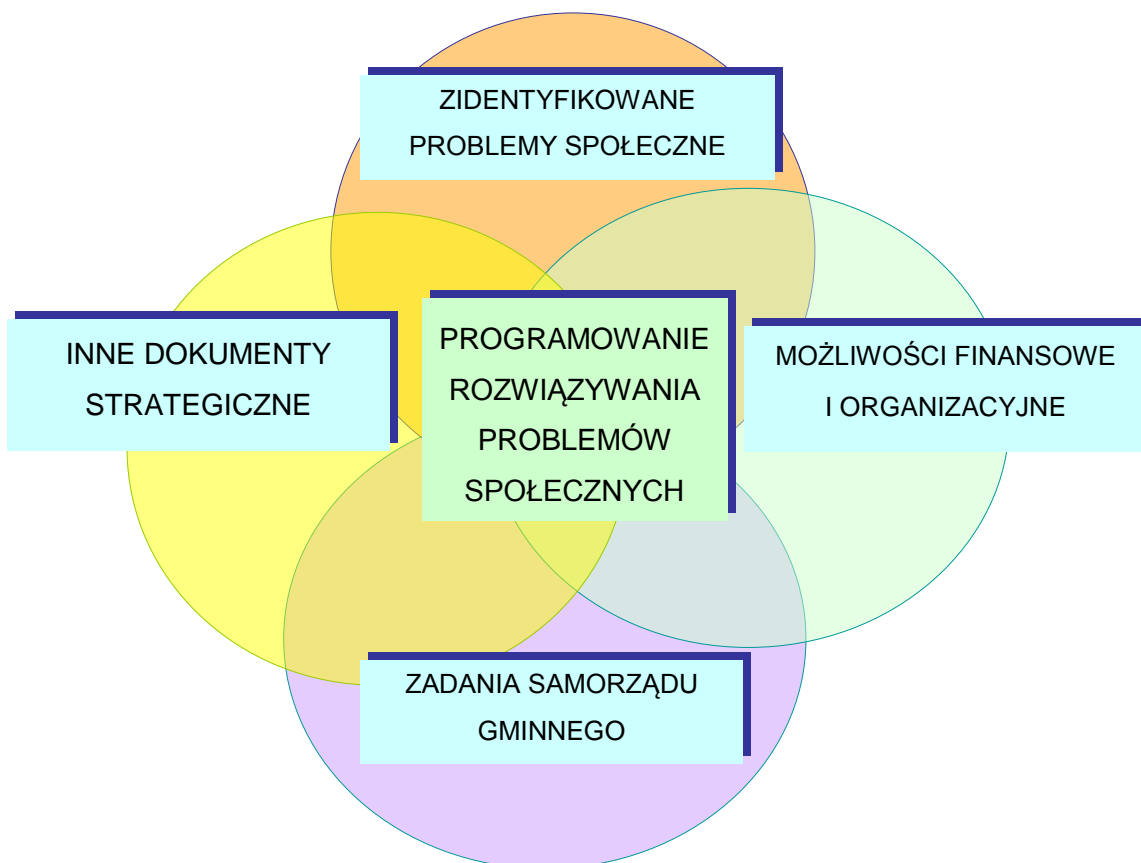 ZIDENTYFIKOWANE
PROBLEMY SPOŁECZNE
INNE DOKUMENTY
STRATEGICZNE
PROGRAMOWANIE
ROZWIĄZYWANIA
PROBLEMÓW
SPOŁECZNYCH
MOŻLIWOŚCI FINANSOWE
I ORGANIZACYJNE
ZADANIA SAMORZĄDU
GMINNEGO